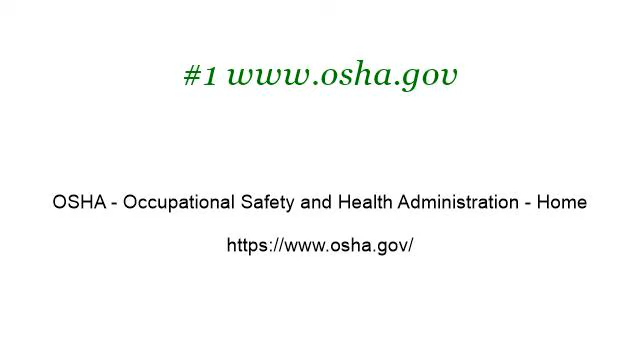 #1 www.osha.gov
OSHA - Occupational Safety and Health Administration - Home
https://www.osha.gov/